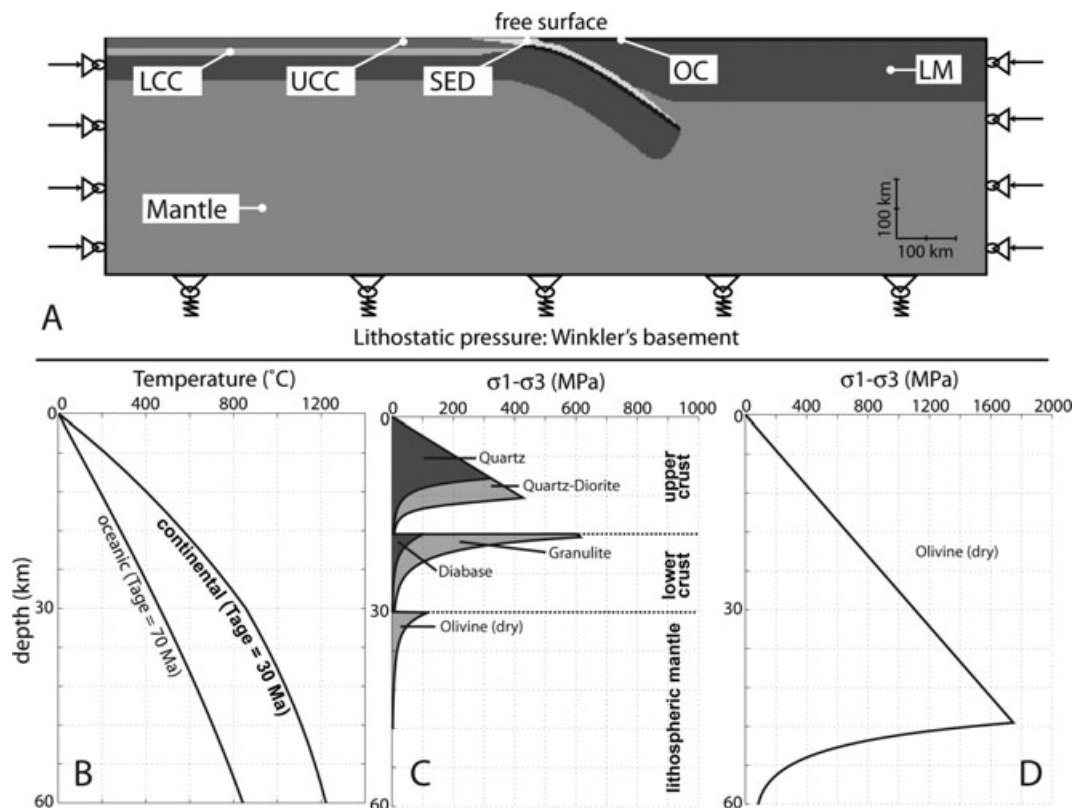 free surface
LCC UCC SED OC LM
Mantle
100 km
100 km
A
Lithostatic pressure: Winkler's basement
Temperature (˚C)
0 400 800 1200
0
30
60
depth (km)
oceanic (Tage = 70 Ma)
continental (Tage = 30 Ma)
B
σ1-σ3 (MPa)
0 200 400 600 800 1000
0
Quartz
Quartz-Diorite
upper crust
Granulite
Diabase
lower crust
30
Olivine (dry)
lithospheric mantle
60
C
σ1-σ3 (MPa)
0 400 800 1200 1600 2000
0
Olivine (dry)
30
60
D